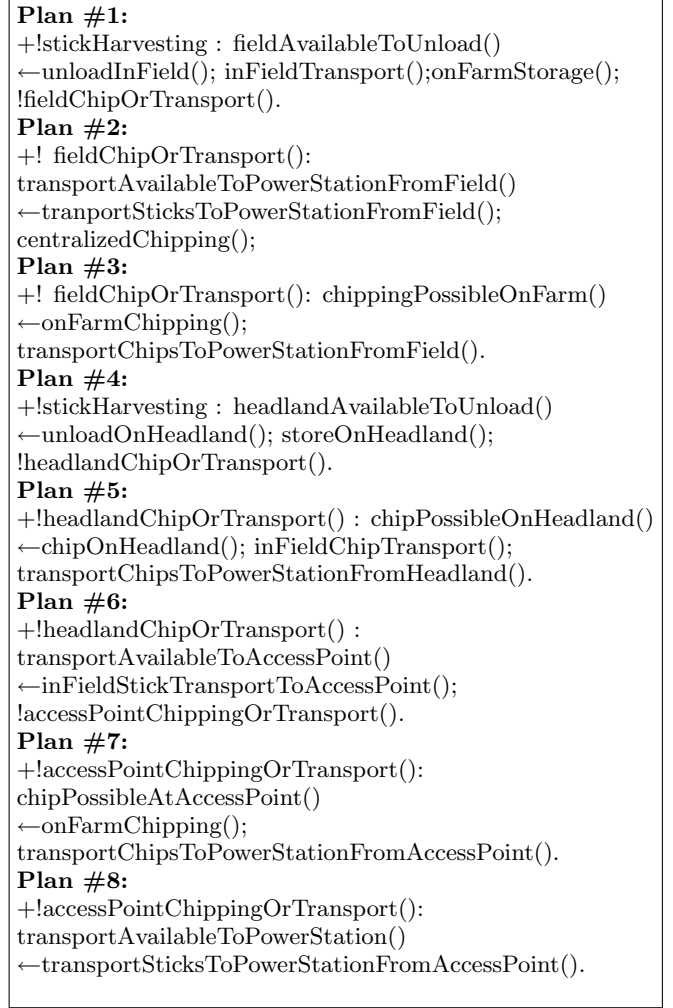 Plan #1:
+!stickHarvesting : fieldAvailableToUnload()
←unloadInField(); inFieldTransport();onFarmStorage();
!fieldChipOrTransport().
Plan #2:
+! fieldChipOrTransport():
transportAvailableToPowerStationFromField()
←tranportSticksToPowerStationFromField();
centralizedChipping();
Plan #3:
+! fieldChipOrTransport(): chippingPossibleOnFarm()
←onFarmChipping();
transportChipsToPowerStationFromField().
Plan #4:
+!stickHarvesting : headlandAvailableToUnload()
←unloadOnHeadland(); storeOnHeadland();
!headlandChipOrTransport().
Plan #5:
+!headlandChipOrTransport() : chipPossibleOnHeadland()
←chipOnHeadland(); inFieldChipTransport();
transportChipsToPowerStationFromHeadland().
Plan #6:
+!headlandChipOrTransport() :
transportAvailableToAccessPoint()
←inFieldStickTransportToAccessPoint();
!accessPointChippingOrTransport().
Plan #7:
+!accessPointChippingOrTransport():
chipPossibleAtAccessPoint()
←onFarmChipping();
transportChipsToPowerStationFromAccessPoint().
Plan #8:
+!accessPointChippingOrTransport():
transportAvailableToPowerStation()
←transportSticksToPowerStationFromAccessPoint().